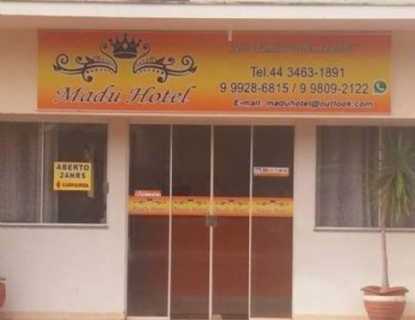 Madu Hotel
Tel.44 3463-1891
9 9928-6815 / 9 9809-2122
E-mail: maduhotel@outlook.com
ABERTO
24HRS